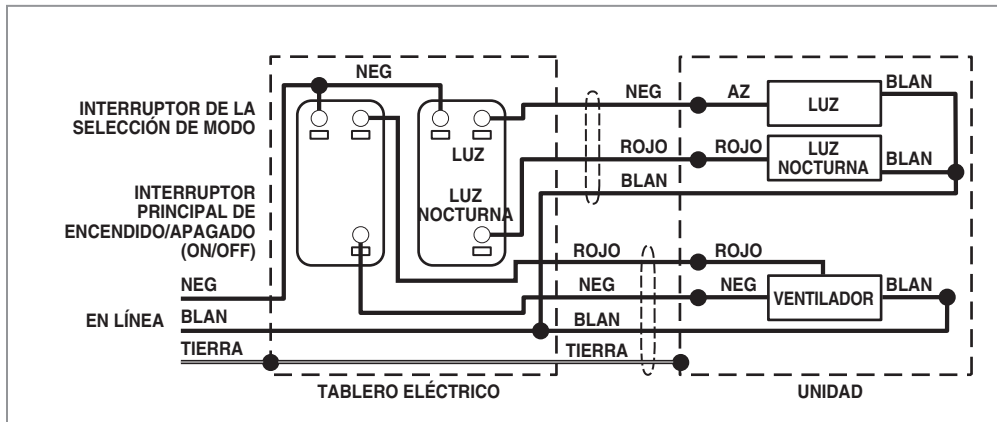 NEG
INTERRUPTOR DE LA
SELECCIÓN DE MODO
INTERRUPTOR
PRINCIPAL DE
ENCENDIDO/APAGADO
(ON/OFF)
LUZ
LUZ
NOCTURNA
NEG
AZ
LUZ
BLAN
ROJO
ROJO
LUZ
NOCTURNA
BLAN
BLAN
ROJO
ROJO
NEG
NEG
VENTILADOR
BLAN
NEG
EN LÍNEA
BLAN
BLAN
TIERRA
TIERRA
TABLERO ELÉCTRICO
UNIDAD